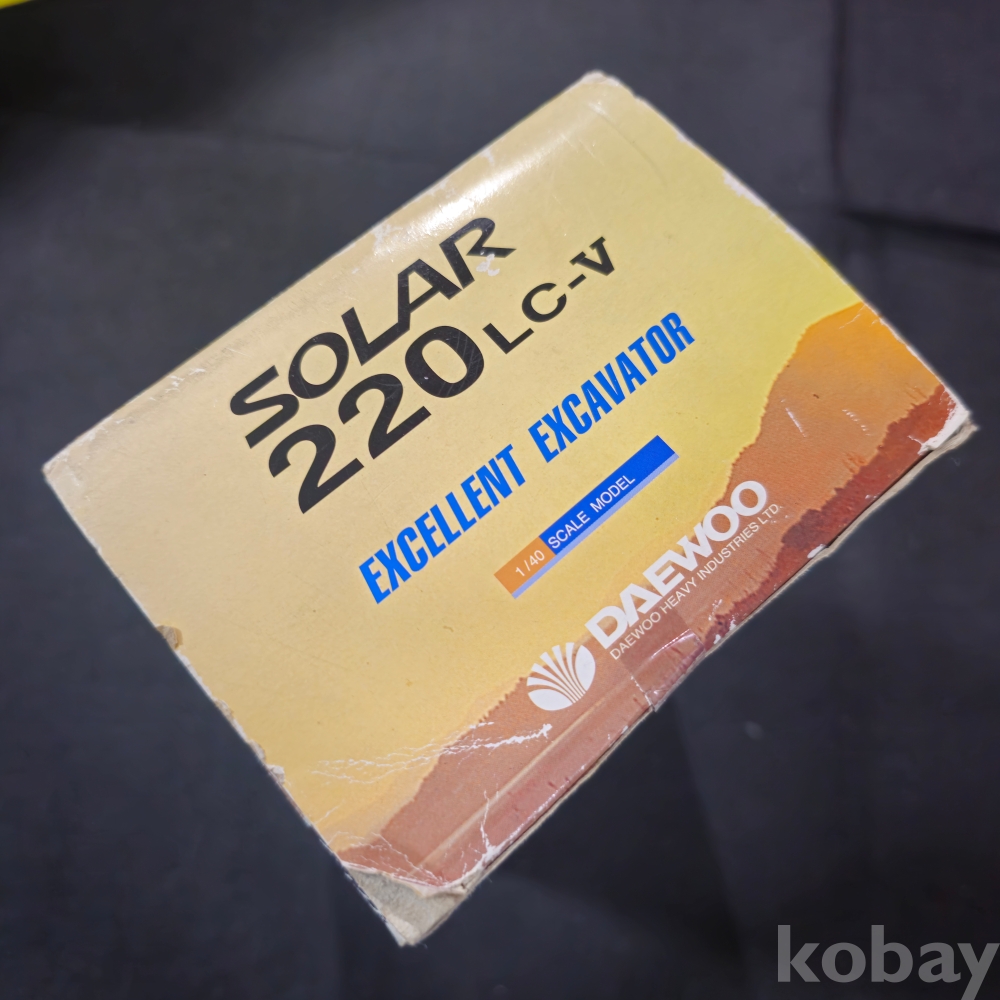 SOLAR
220LC-V
EXCELLENT EXCAVATOR
1/40 SCALE MODEL
DAEWOO
DAEWOO HEAVY INDUSTRIES LTD.
kobay